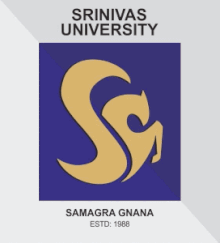 SRINIVAS
UNIVERSITY
SAMAGRA GNANA
ESTD: 1988